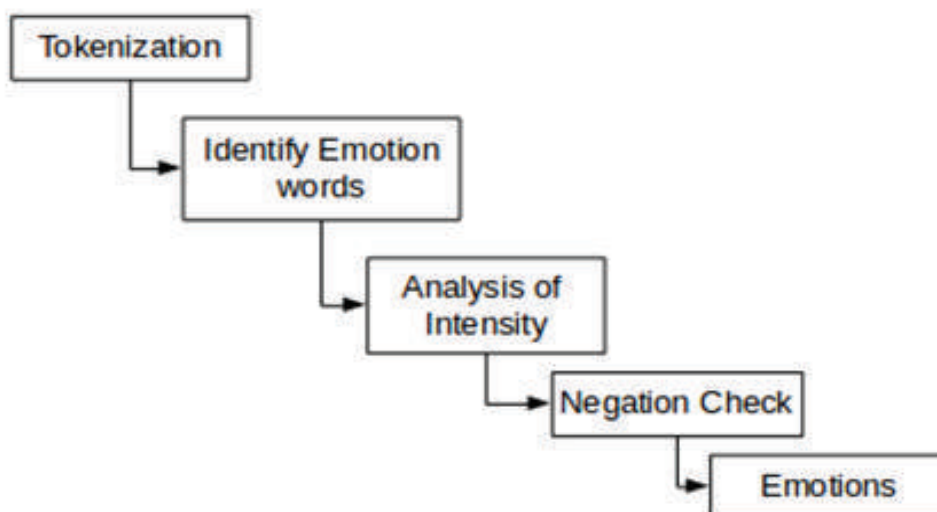 Tokenization
Identify Emotion
words
Analysis of
Intensity
Negation Check
Emotions